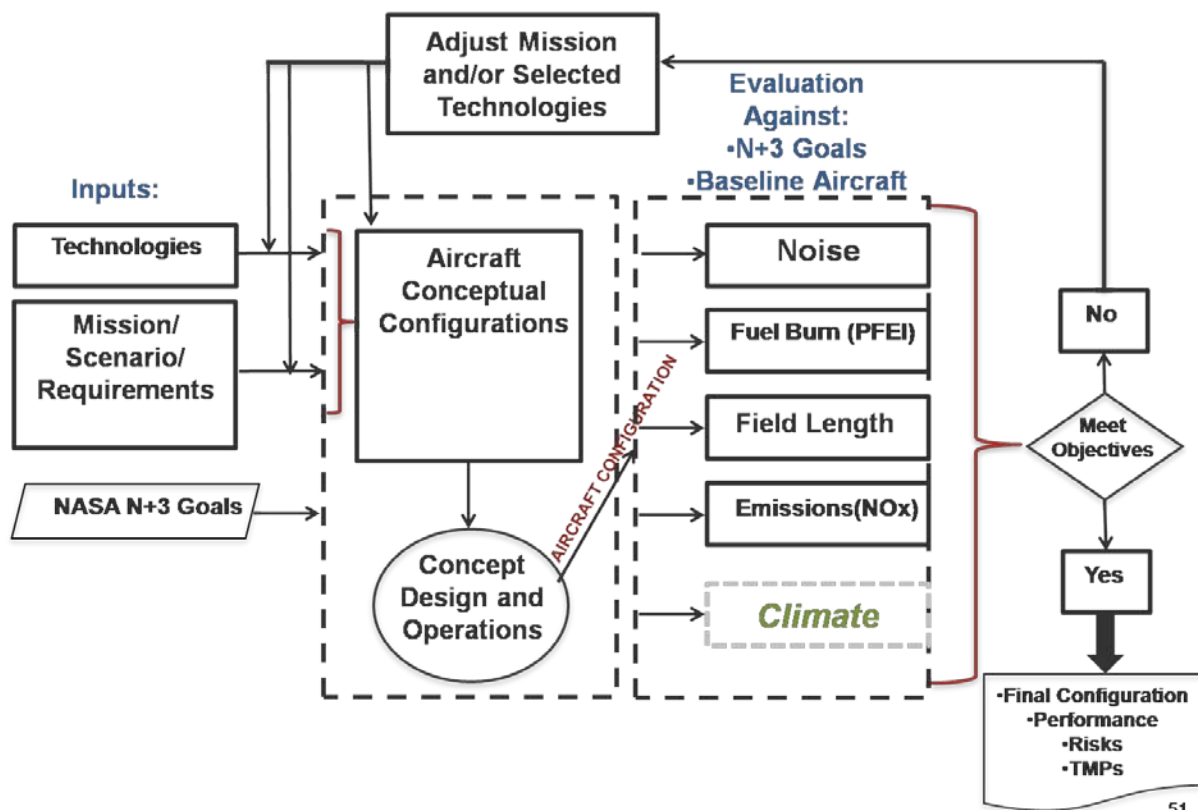 Adjust Mission
and/or Selected
Technologies
Evaluation
Against:
•N+3 Goals
•Baseline Aircraft
Inputs:
Technologies
Mission/
Scenario/
Requirements
NASA N+3 Goals
Aircraft
Conceptual
Configurations
Concept
Design and
Operations
AIRCRAFT CONFIGURATION
Noise
Fuel Burn (PFEI)
Field Length
Emissions(NOx)
Climate
No
Meet
Objectives
Yes
•Final Configuration
•Performance
•Risks
•TMPs
51